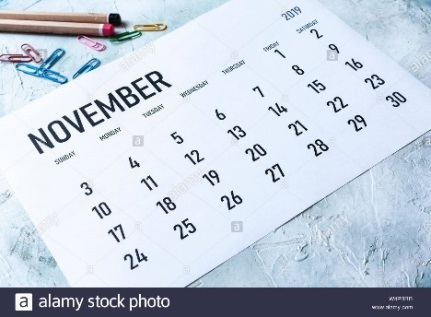 2019
NOVEMBER
SUNDAY MONDAY TUESDAY WEDNESDAY THURSDAY FRIDAY SATURDAY
1 2
3 4 5 6 7 8 9
10 11 12 13 14 15 16
17 18 19 20 21 22 23
24 25 26 27 28 29 30
a alamy stock photo